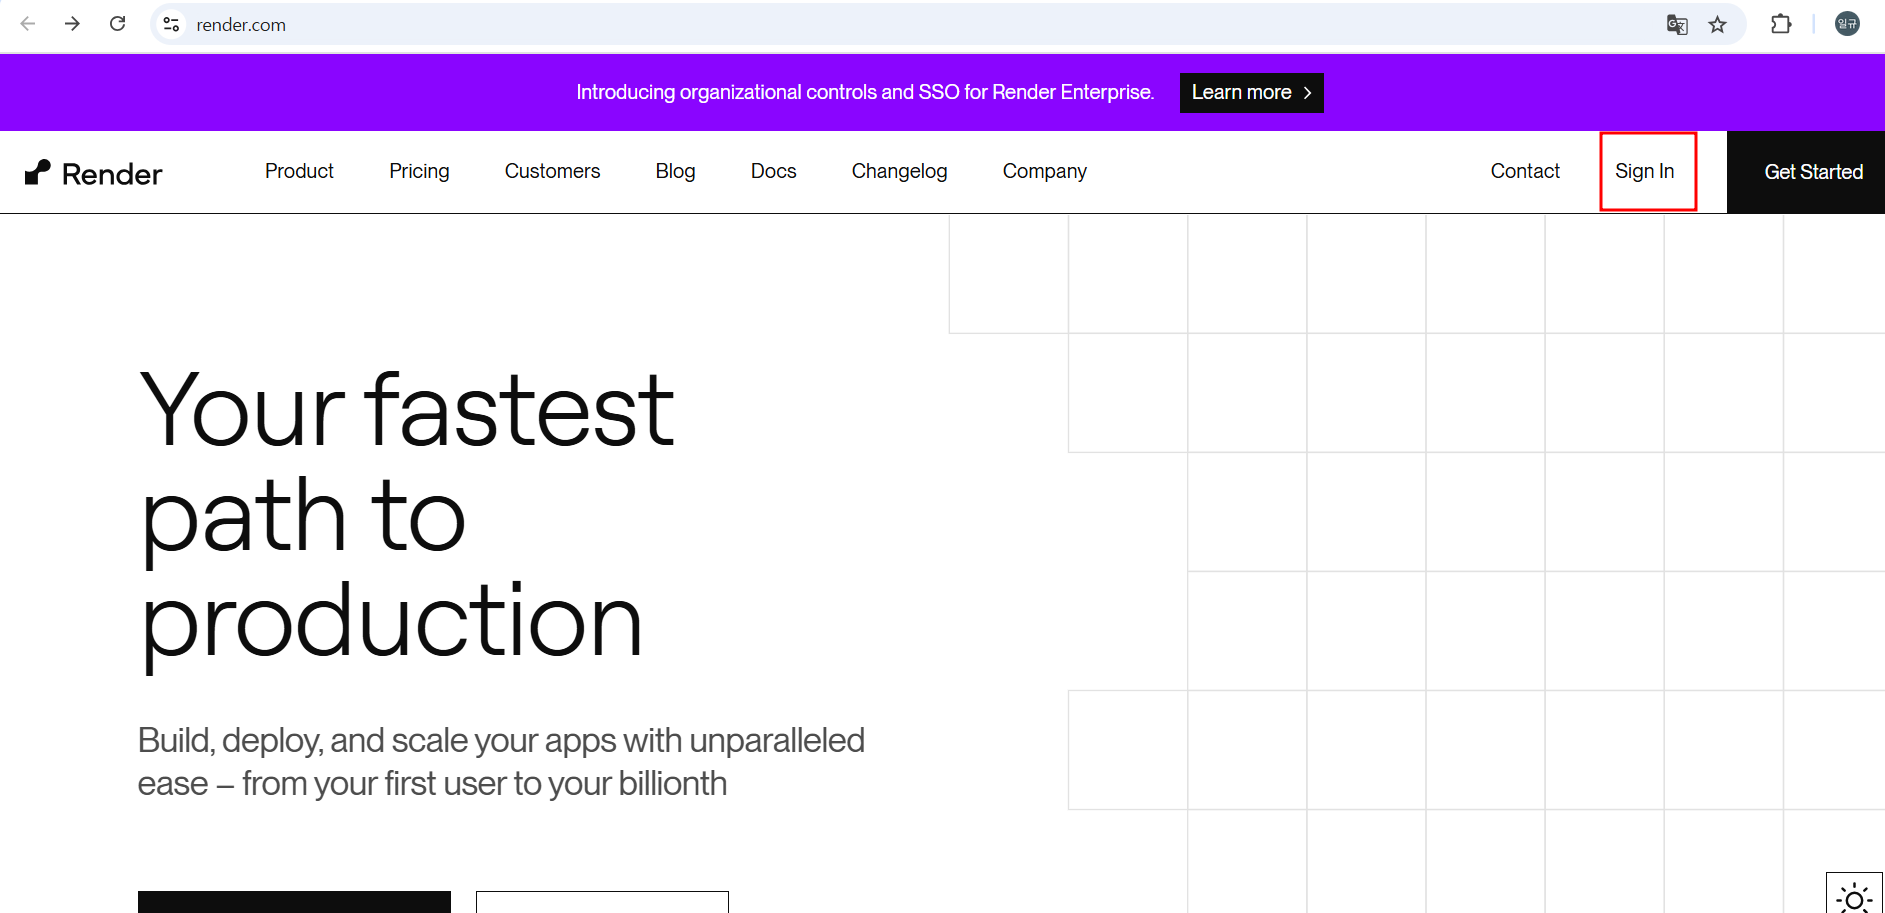 render.com
일규
Introducing organizational controls and SSO for Render Enterprise. Learn more
Render Product Pricing Customers Blog Docs Changelog Company Contact Sign In Get Started
Your fastest
path to
production
Build, deploy, and scale your apps with unparalleled
ease – from your first user to your billionth